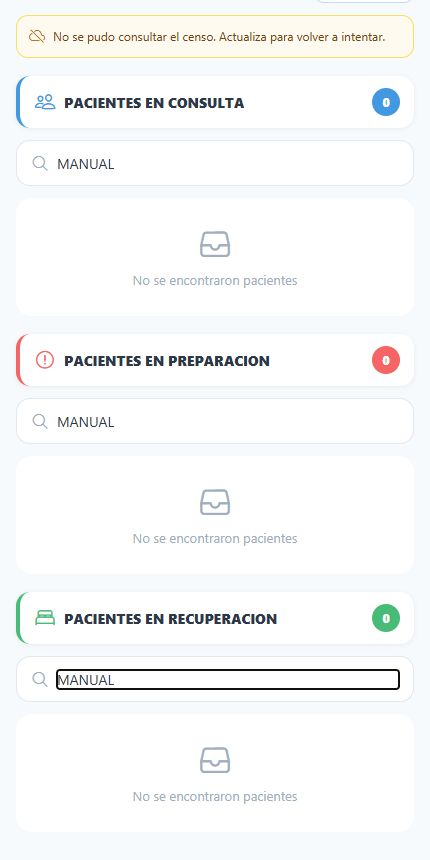 No se pudo consultar el censo. Actualiza para volver a intentar.
PACIENTES EN CONSULTA
0
MANUAL
No se encontraron pacientes
PACIENTES EN PREPARACION
0
MANUAL
No se encontraron pacientes
PACIENTES EN RECUPERACION
0
MANUAL
No se encontraron pacientes